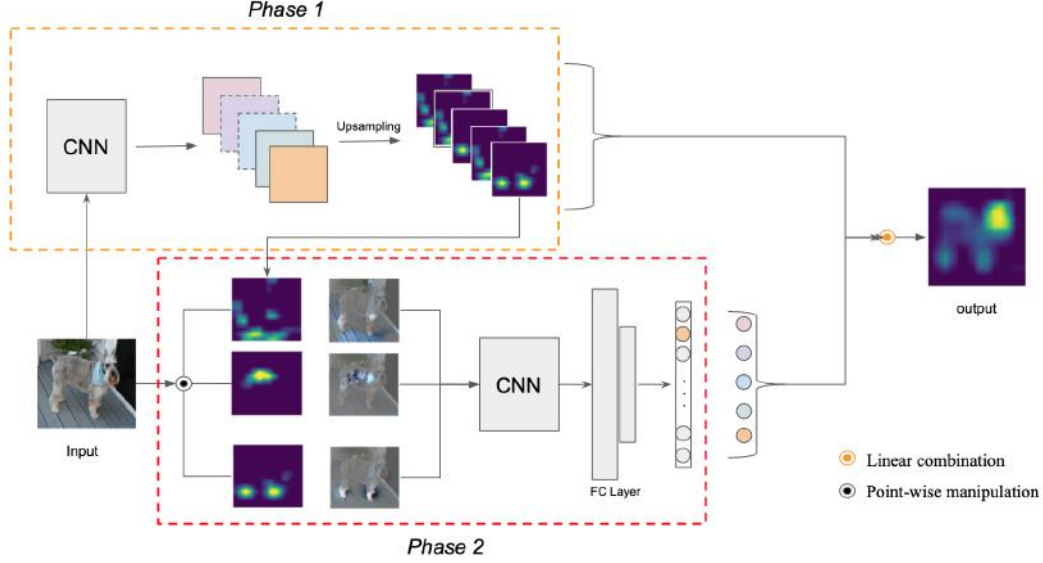 Phase 1
CNN
Upsampling
output
Input
CNN
FC Layer
Linear combination
Point-wise manipulation
Phase 2